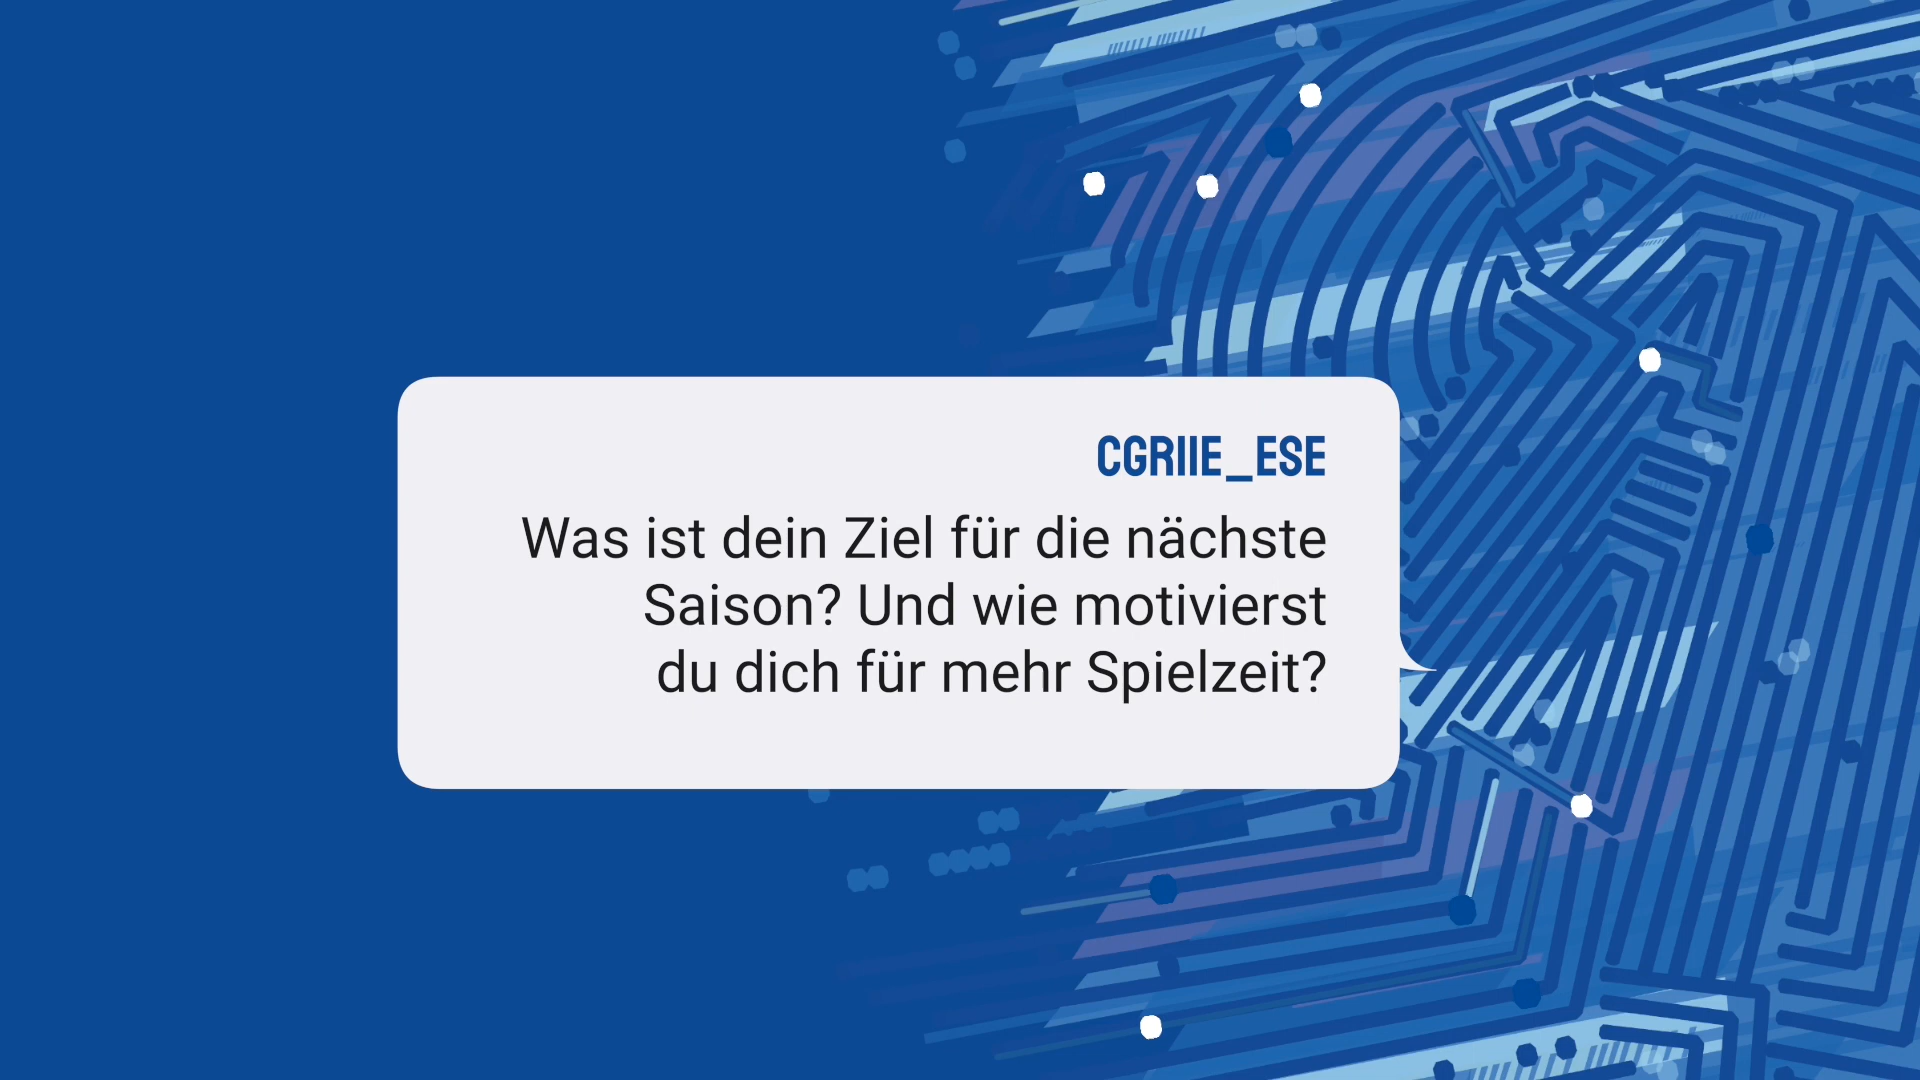 CGRIIE_ESE
Was ist dein Ziel für die nächste
Saison? Und wie motivierst
du dich für mehr Spielzeit?